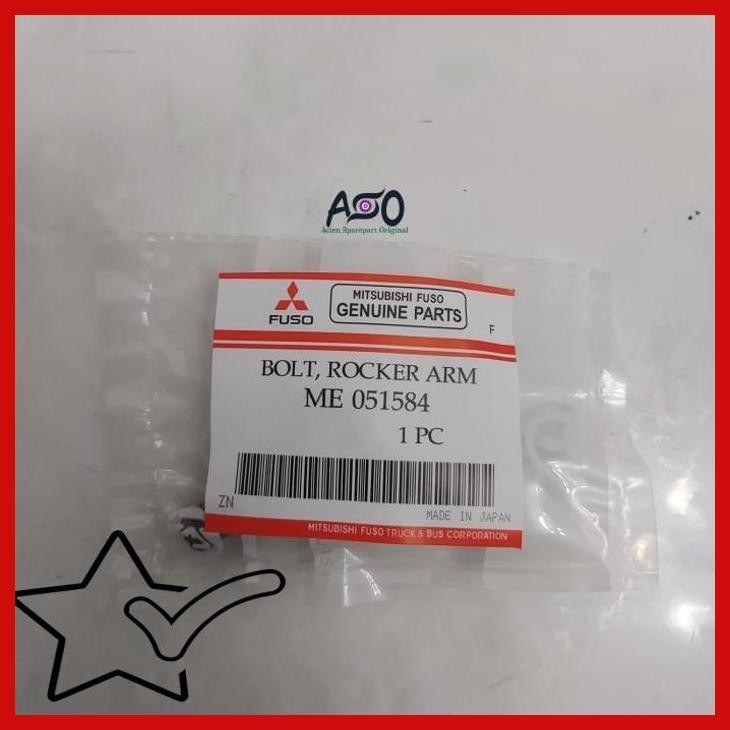 ASO
Acien Sparepart Original
FUSO
MITSUBISHI FUSO
GENUINE PARTS
F
BOLT, ROCKER ARM
ME 051584
1 PC
ZN
MADE IN JAPAN
MITSUBISHI FUSO TRUCK & BUS CORPORATION